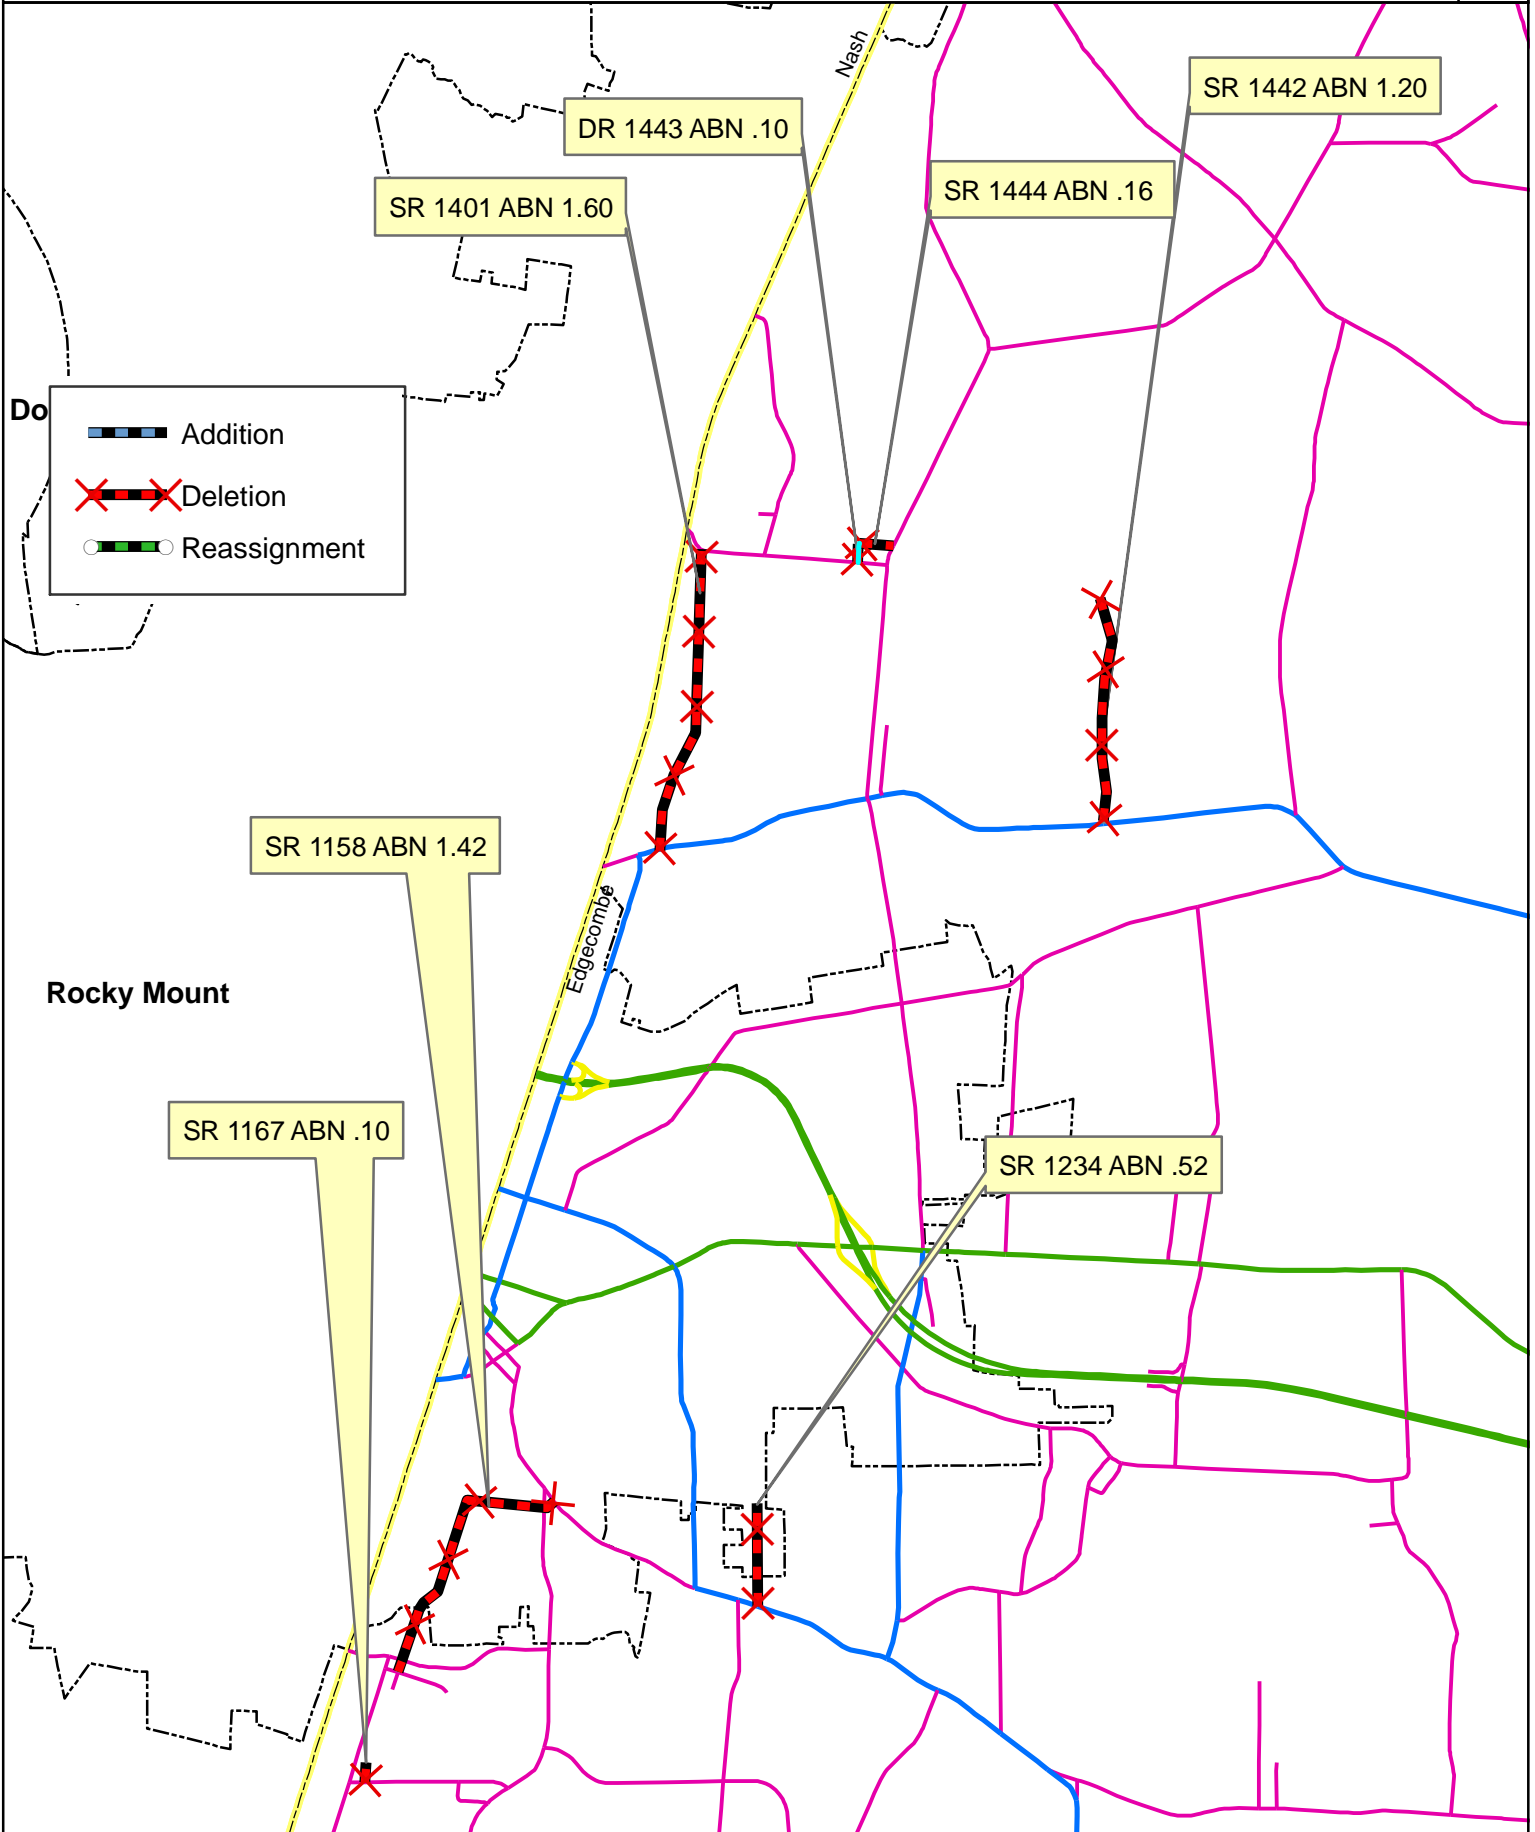 Nash
SR 1442 ABN 1.20
DR 1443 ABN .10
SR 1444 ABN .16
SR 1401 ABN 1.60
Do
Addition
Deletion
Reassignment
SR 1158 ABN 1.42
Edgecombe
Rocky Mount
SR 1167 ABN .10
SR 1234 ABN .52